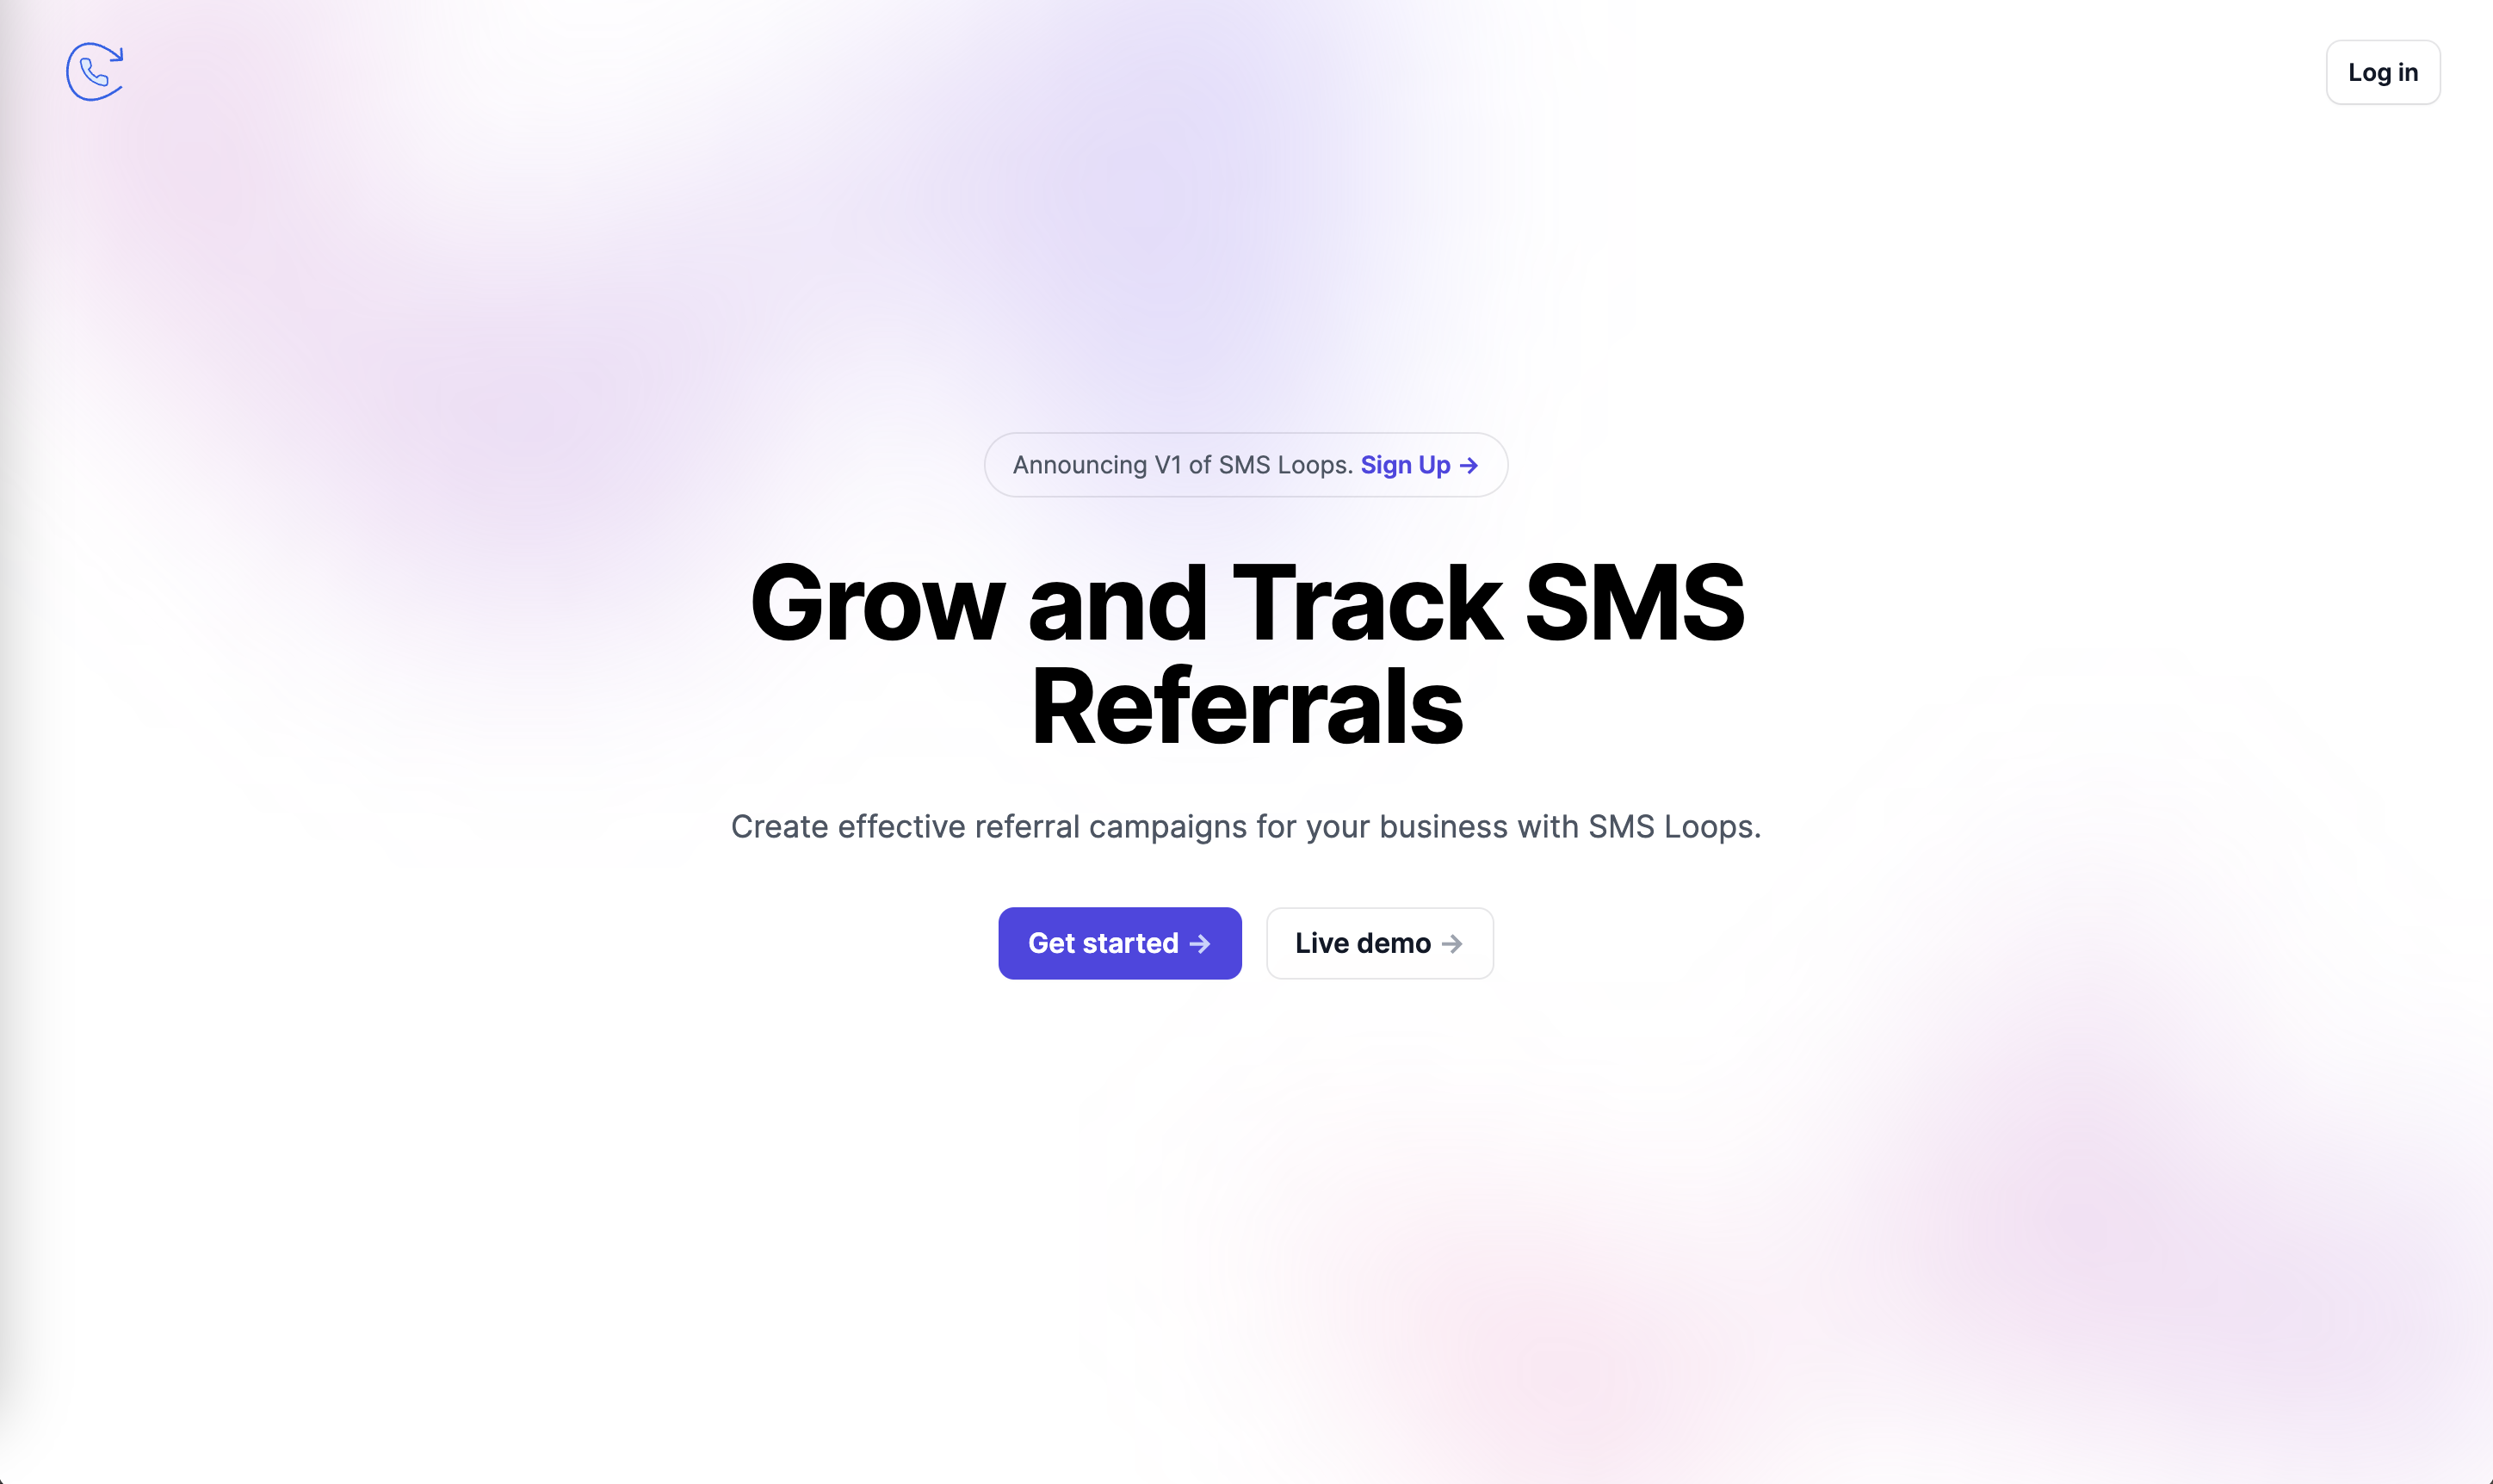 Log in
Announcing V1 of SMS Loops. Sign Up →
Grow and Track SMS
Referrals
Create effective referral campaigns for your business with SMS Loops.
Get started →
Live demo →